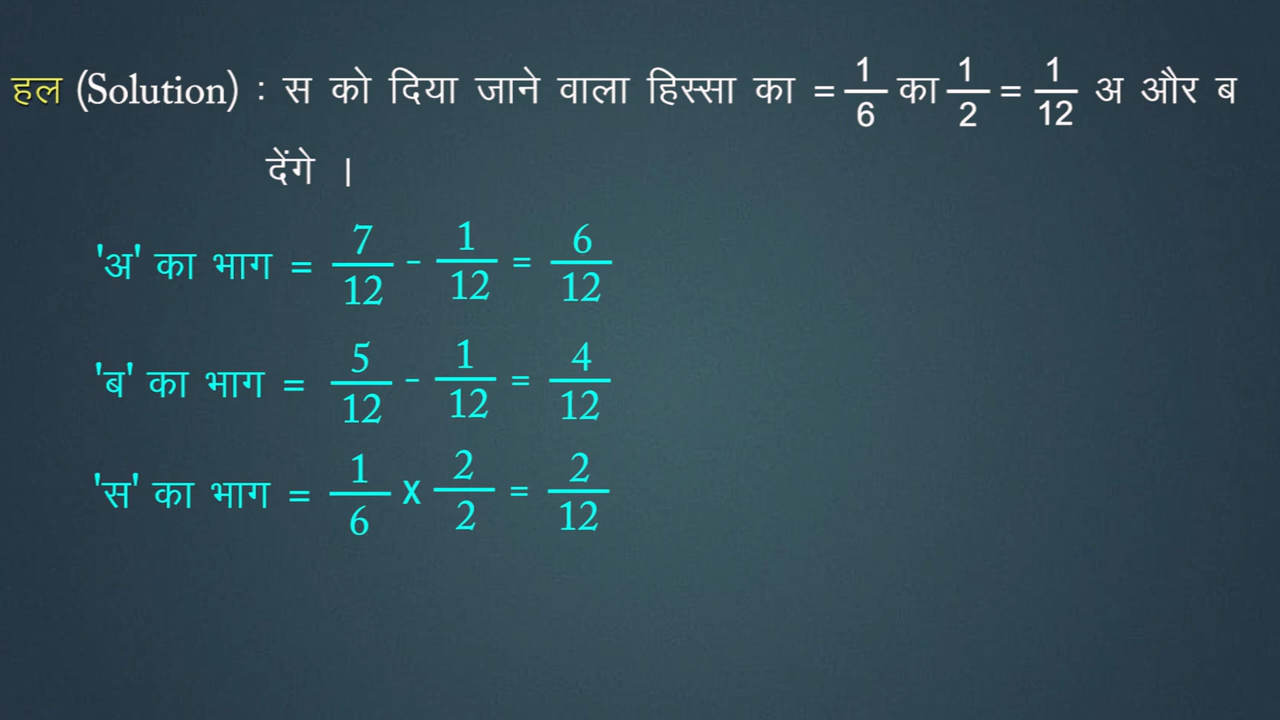 हल (Solution) : स को दिया जाने वाला हिस्सा का = 1/6 का 1/2 = 1/12 अ और ब
देंगे ।
'अ' का भाग = 7/12 - 1/12 = 6/12
'ब' का भाग = 5/12 - 1/12 = 4/12
'स' का भाग = 1/6 x 2/2 = 2/12